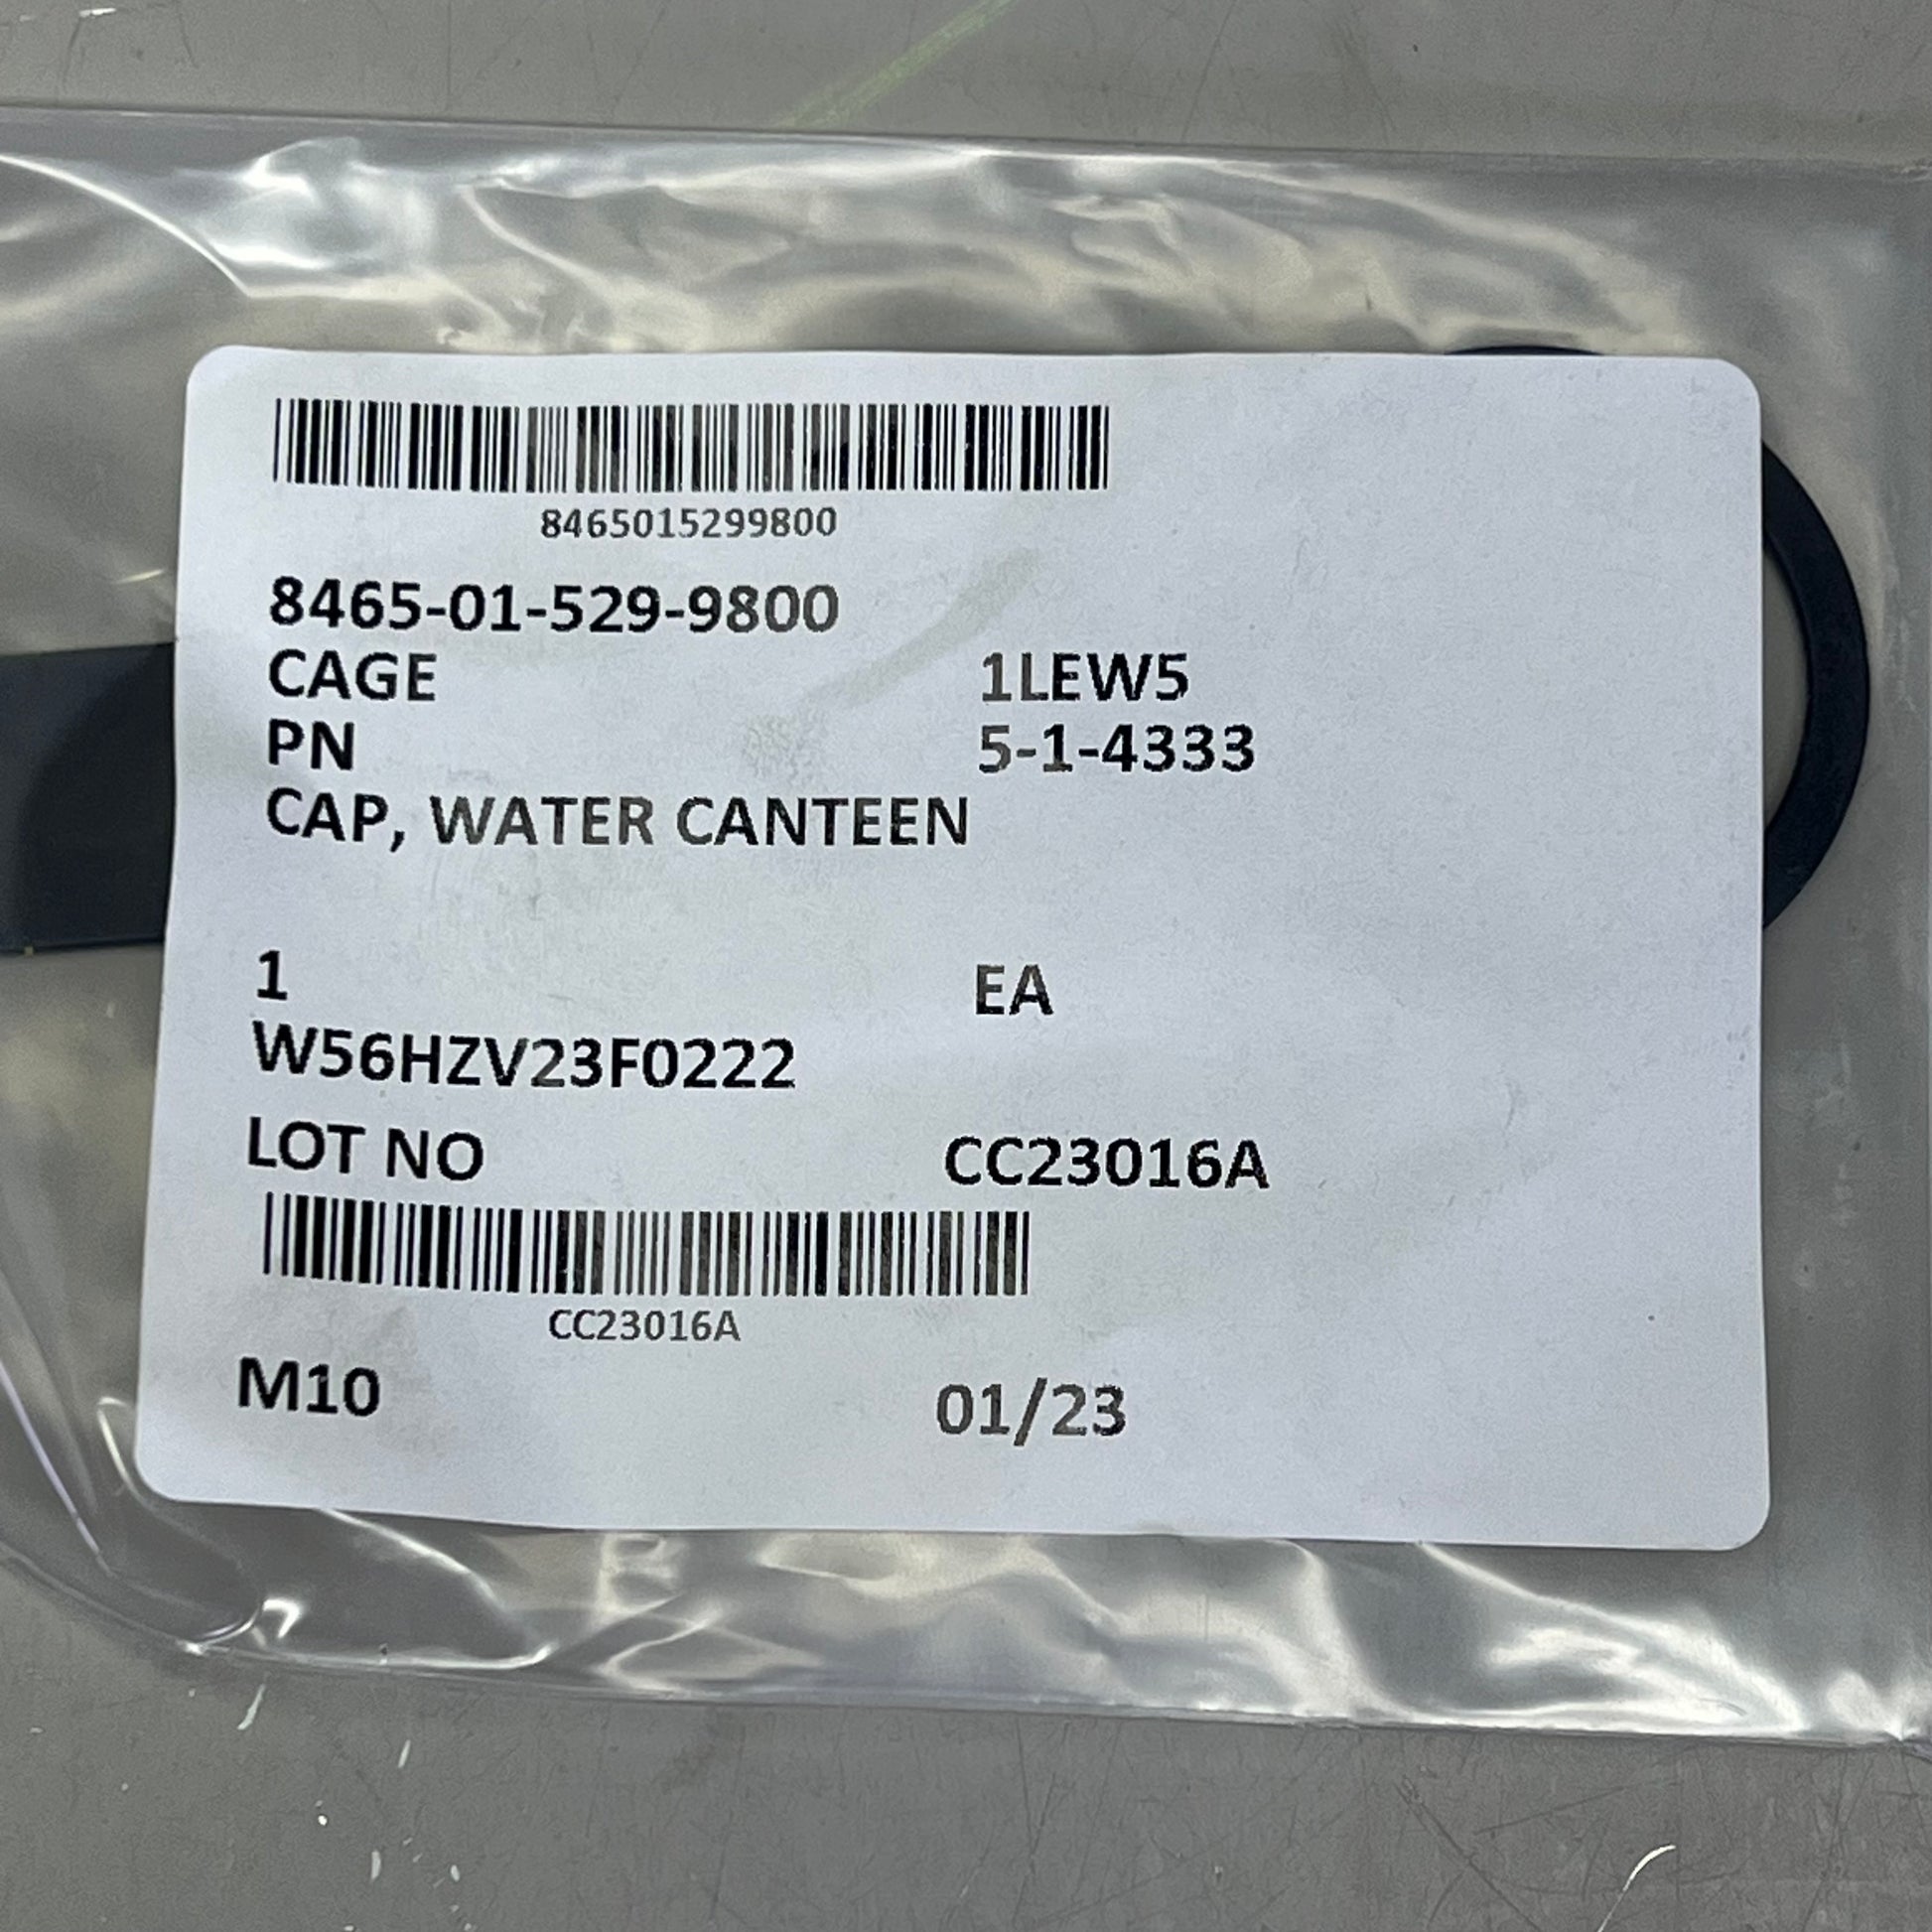 8465015299800
8465-01-529-9800
CAGE 1LEW5
PN 5-1-4333
CAP, WATER CANTEEN
1 EA
W56HZV23F0222
LOT NO CC23016A
CC23016A
M10 01/23